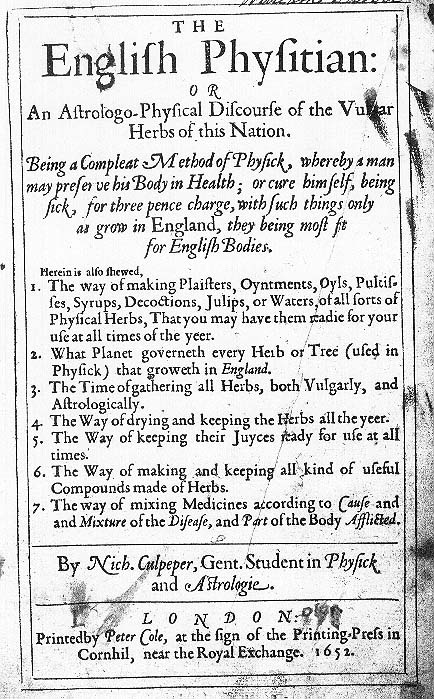 THE
Engliſh Phyſitian:
OR
An Aſtrologo-Phyſical Diſcourſe of the Vulgar
Herbs of this Nation.
Being a Compleat Method of Phyſick, whereby a man
may preſerve his Body in Health; or cure himſelf, being
ſick, for three pence charge, with ſuch things only
as grow in England, they being moſt fit
for Engliſh Bodies.
Herein is alſo ſhewed,
1. The way of making Plaiſters, Oyntments, Oyls, Pultiſ-
ſes, Syrups, Decoctions, Julips, or Waters, of all ſorts of
Phyſical Herbs, That you may have them readie for your
uſe at all times of the yeer.
2. What Planet governeth every Herb or Tree (uſed in
Phyſick) that groweth in England.
3. The Time of gathering all Herbs, both Vulgarly, and
Aſtrologically.
4. The Way of drying and keeping the Herbs all the yeer.
5. The Way of keeping their Juyces ready for uſe at all
times.
6. The Way of making and keeping all kind of uſeful
Compounds made of Herbs.
7. The way of mixing Medicines according to Cauſe and
and Mixture of the Diſeaſe, and Part of the Body Afflicted.
By Nich. Culpeper, Gent. Student in Phyſick
and Aſtrologie.
LONDON:
Printed by Peter Cole, at the ſign of the Printing-Preſs in
Cornhil, near the Royal Exchange. 1652.